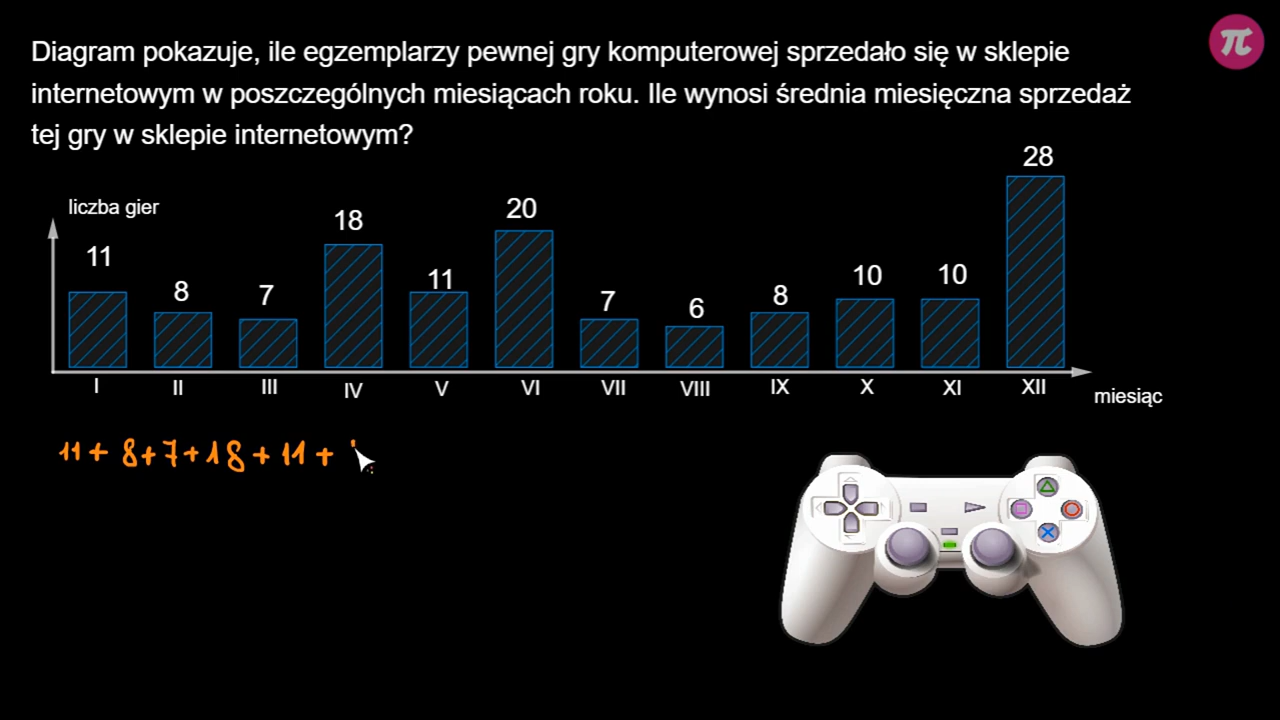 π
Diagram pokazuje, ile egzemplarzy pewnej gry komputerowej sprzedało się w sklepie
internetowym w poszczególnych miesiącach roku. Ile wynosi średnia miesięczna sprzedaż
tej gry w sklepie internetowym?
liczba gier
11 8 7 18 11 20 7 6 8 10 10 28
I II III IV V VI VII VIII IX X XI XII
miesiąc
11 + 8 + 7 + 18 + 11 +